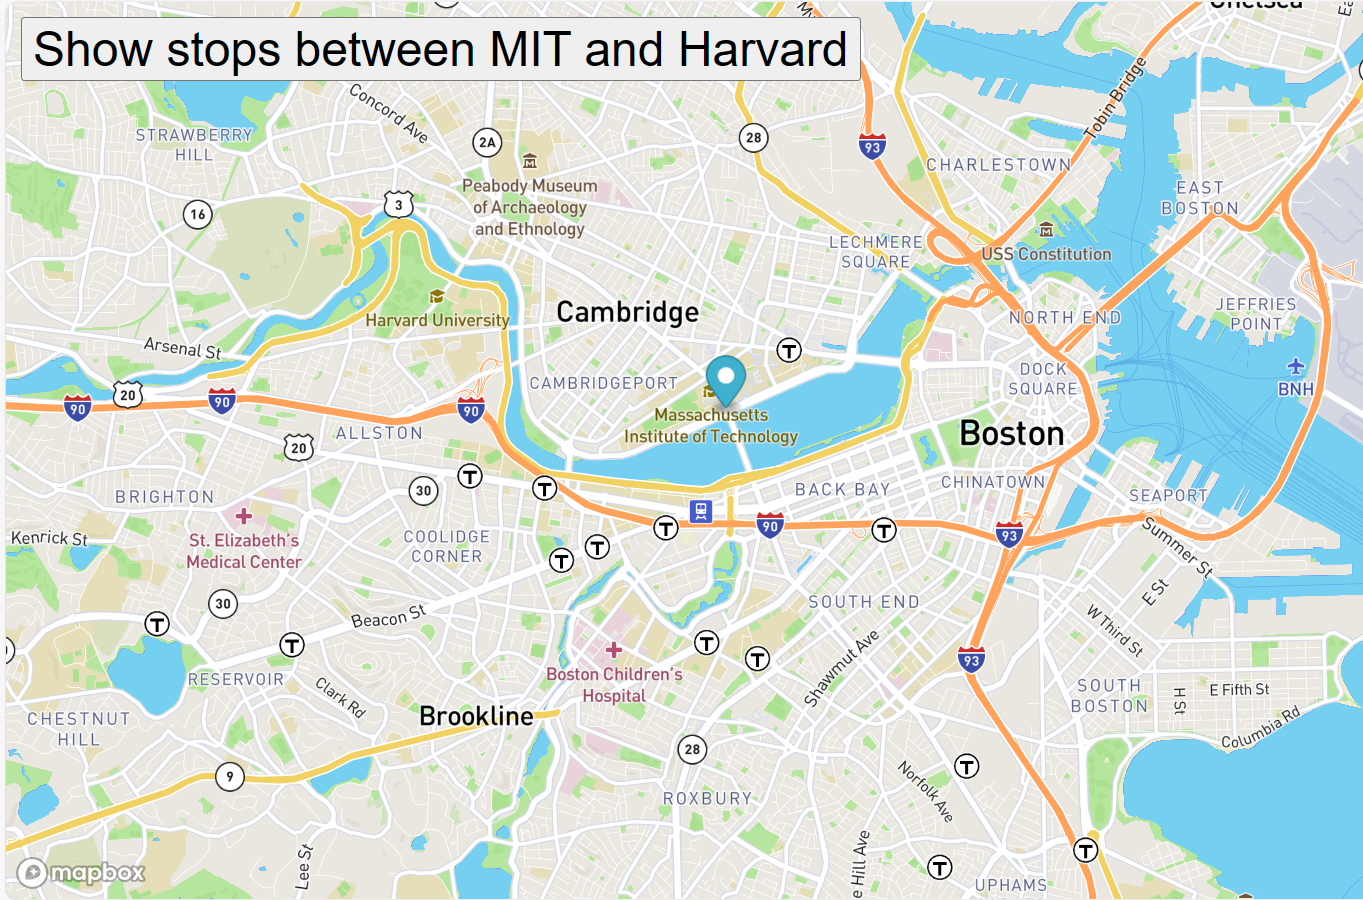 Chelsea
Show stops between MIT and Harvard
Concord Ave
Tobin Bridge
STRAWBERRY
HILL
2A
28
93
CHARLESTOWN
Peabody Museum
of Archaeology
and Ethnology
EAST
BOSTON
16
3
LECHMERE
SQUARE
USS Constitution
Harvard University
Cambridge
NORTH END
JEFFRIES
POINT
Arsenal St
T
CAMBRIDGEPORT
DOCK
SQUARE
BNH
20
90
90
90
Massachusetts
Institute of Technology
ALLSTON
Boston
20
T
T
30
BACK BAY
CHINATOWN
SEAPORT
BRIGHTON
Kenrick St
St. Elizabeth's
Medical Center
COOLIDGE
CORNER
T
T
T
90
T
93
Summer St
E St
30
Beacon St
SOUTH END
W Third St
T
T
T
T
93
Boston Children's
Hospital
Shawmut Ave
RESERVOIR
Clark Rd
SOUTH
BOSTON
H St
E Fifth St
Columbia Rd
CHESTNUT
HILL
Brookline
28
9
T
Norfolk Ave
ROXBURY
T
Lee St
e Hill Ave
T
UPHAMS
mapbox